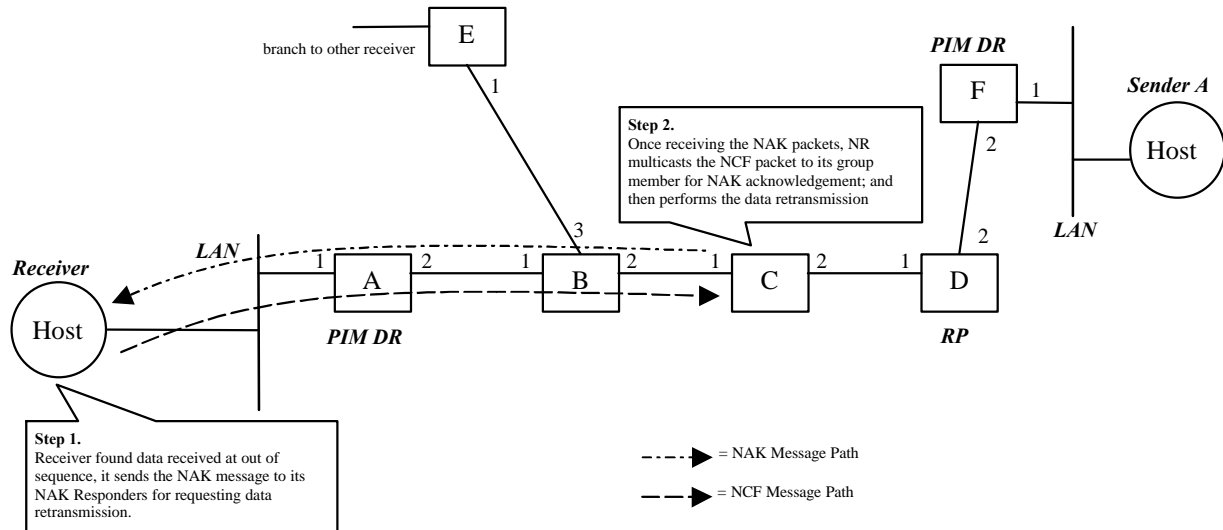 E
branch to other receiver
1
PIM DR
F
1
2
Sender A
Host
Step 2.
Once receiving the NAK packets, NR
multicasts the NCF packet to its group
member for NAK acknowledgement; and
then performs the data retransmission
LAN
3
2
LAN
Receiver
Host
1
A
2
1
B
2
1
C
2
1
D
PIM DR
RP
Step 1.
Receiver found data received at out of
sequence, it sends the NAK message to its
NAK Responders for requesting data
retransmission.
= NAK Message Path
= NCF Message Path